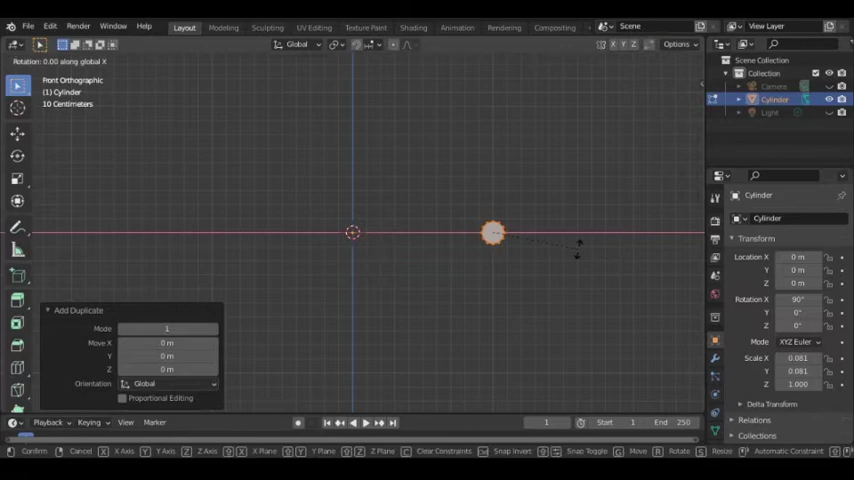 File Edit Render Window Help Layout Modeling Sculpting UV Editing Texture Paint Shading Animation Rendering Compositing Scene View Layer
Global X Y Z Options
Rotation: 0.00 along global X
Front Orthographic
(1) Cylinder
10 Centimeters
Scene Collection
Collection
Camera
Cylinder
Light
Cylinder
Cylinder
Transform
Location X 0 m
Y 0 m
Z 0 m
Rotation X 90°
Y 0°
Z 0°
Mode XYZ Euler
Scale X 0.081
Y 0.081
Z 1.000
Delta Transform
Relations
Collections
Add Duplicate
Mode 1
Move X 0 m
Y 0 m
Z 0 m
Orientation Global
Proportional Editing
Playback Keying View Marker 1 Start 1 End 250
Confirm Cancel X X Axis Y Y Axis Z Z Axis X Plane Y Plane Z Plane C Clear Constraints Snap Invert Snap Toggle G Move R Rotate S Resize Automatic Constraint